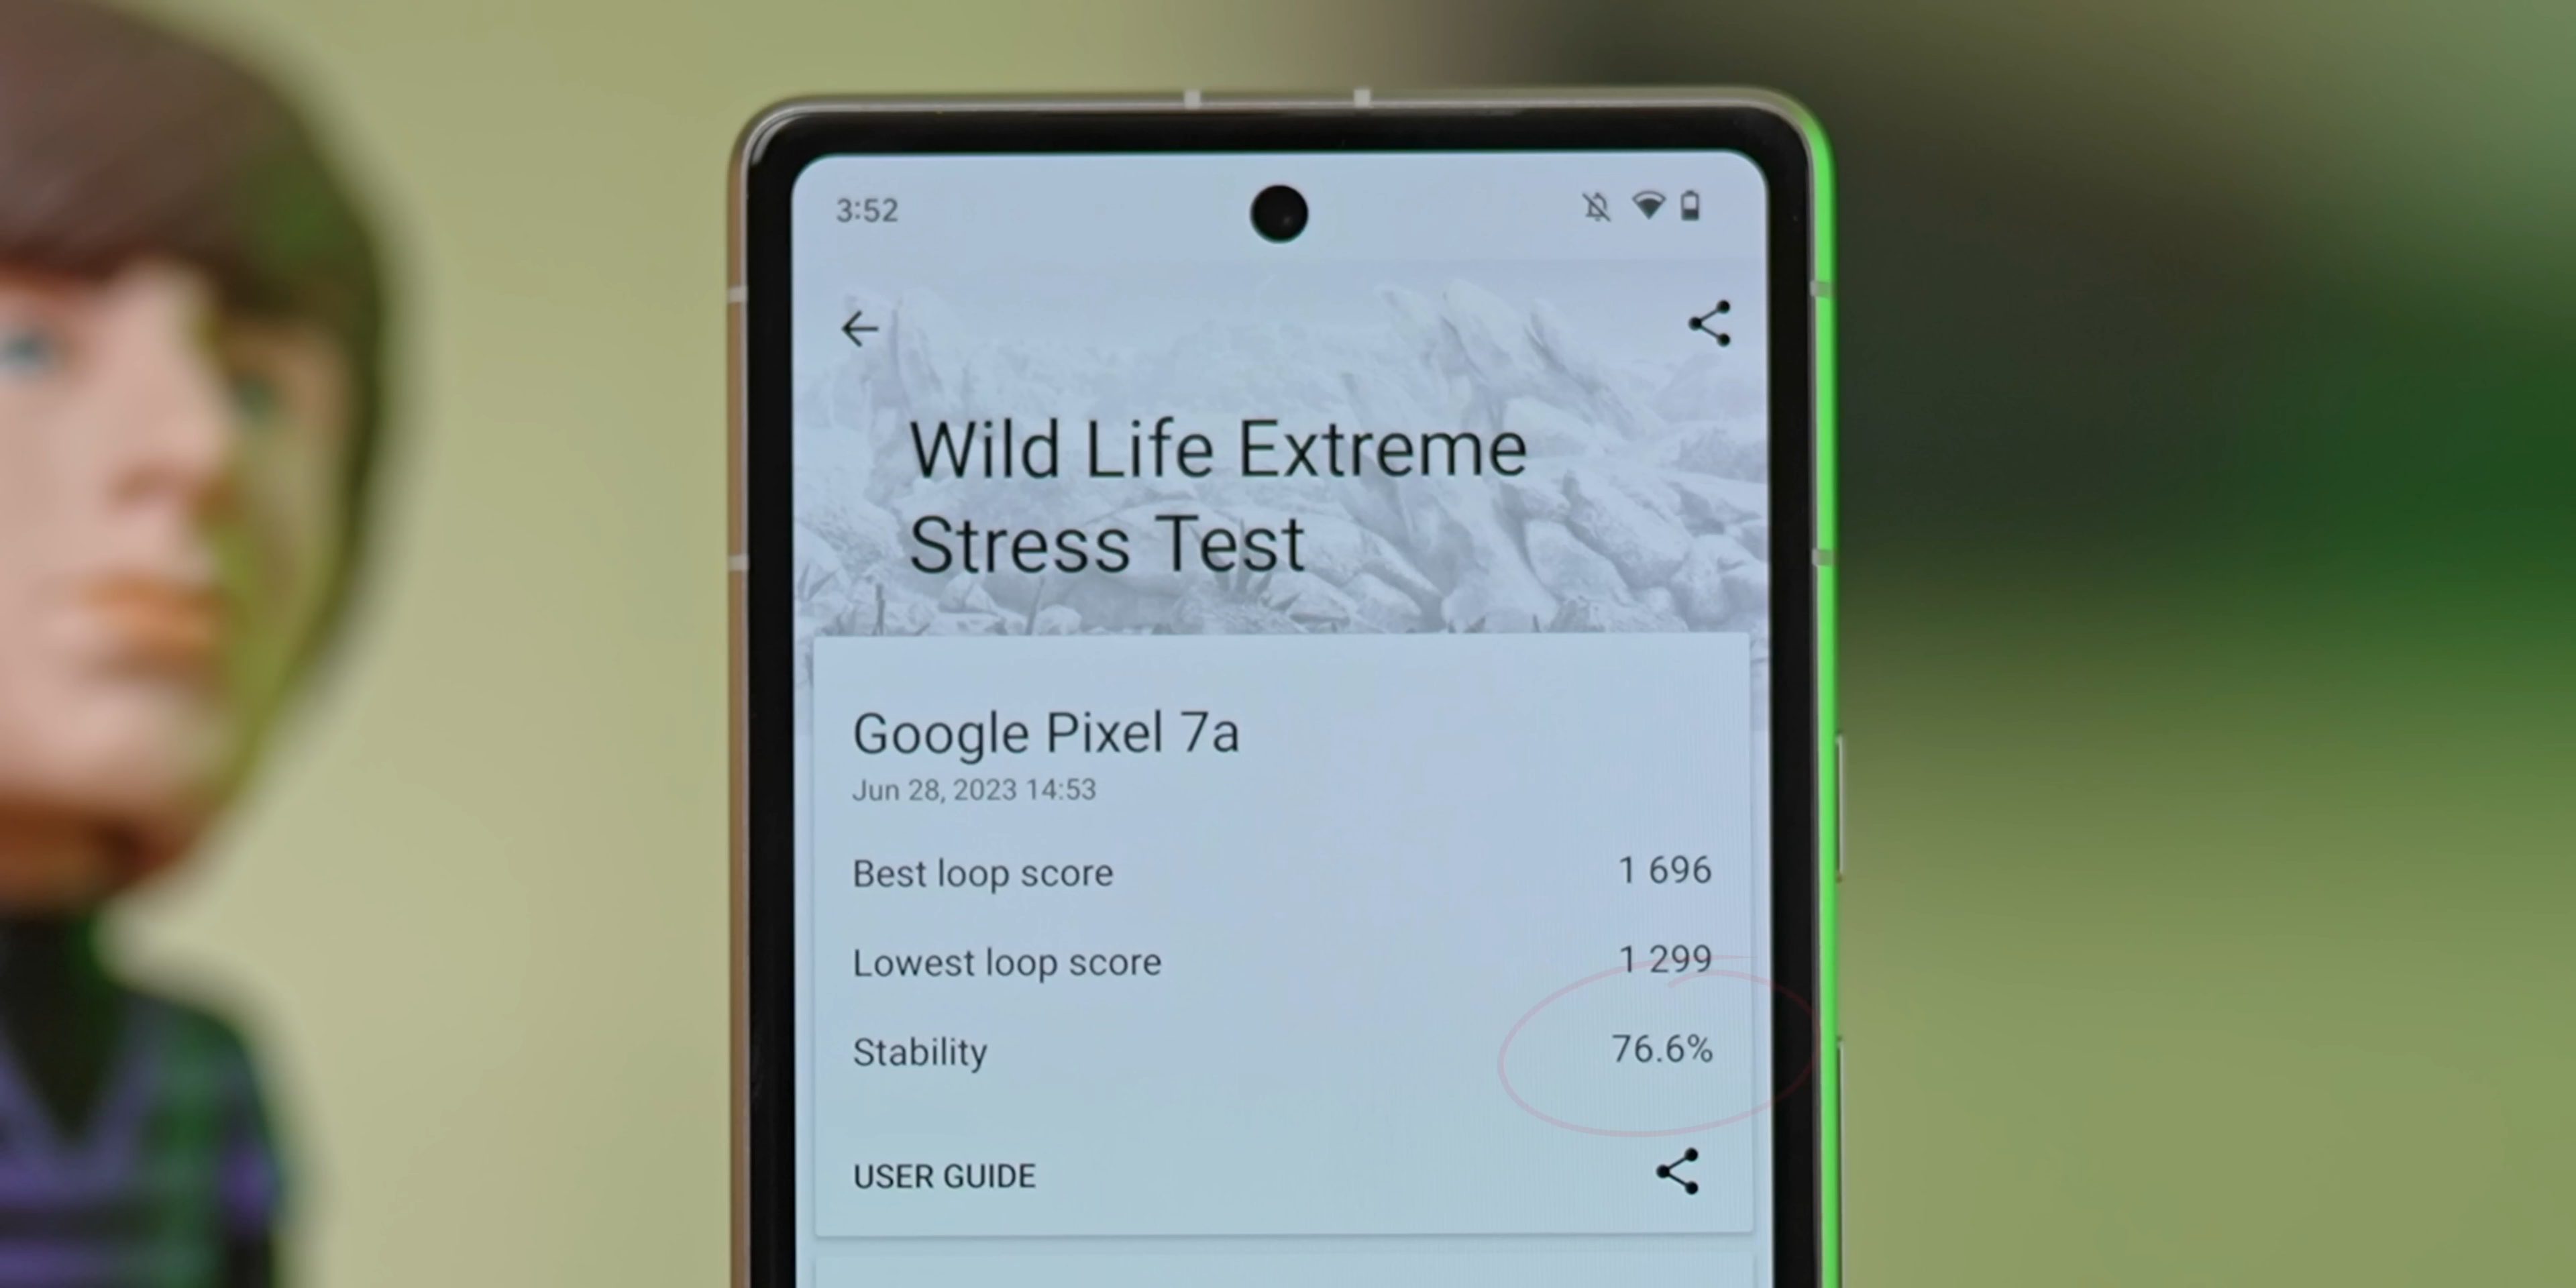 3:52
Wild Life Extreme
Stress Test
Google Pixel 7a
Jun 28, 2023 14:53
Best loop score 1 696
Lowest loop score 1 299
Stability 76.6%
USER GUIDE